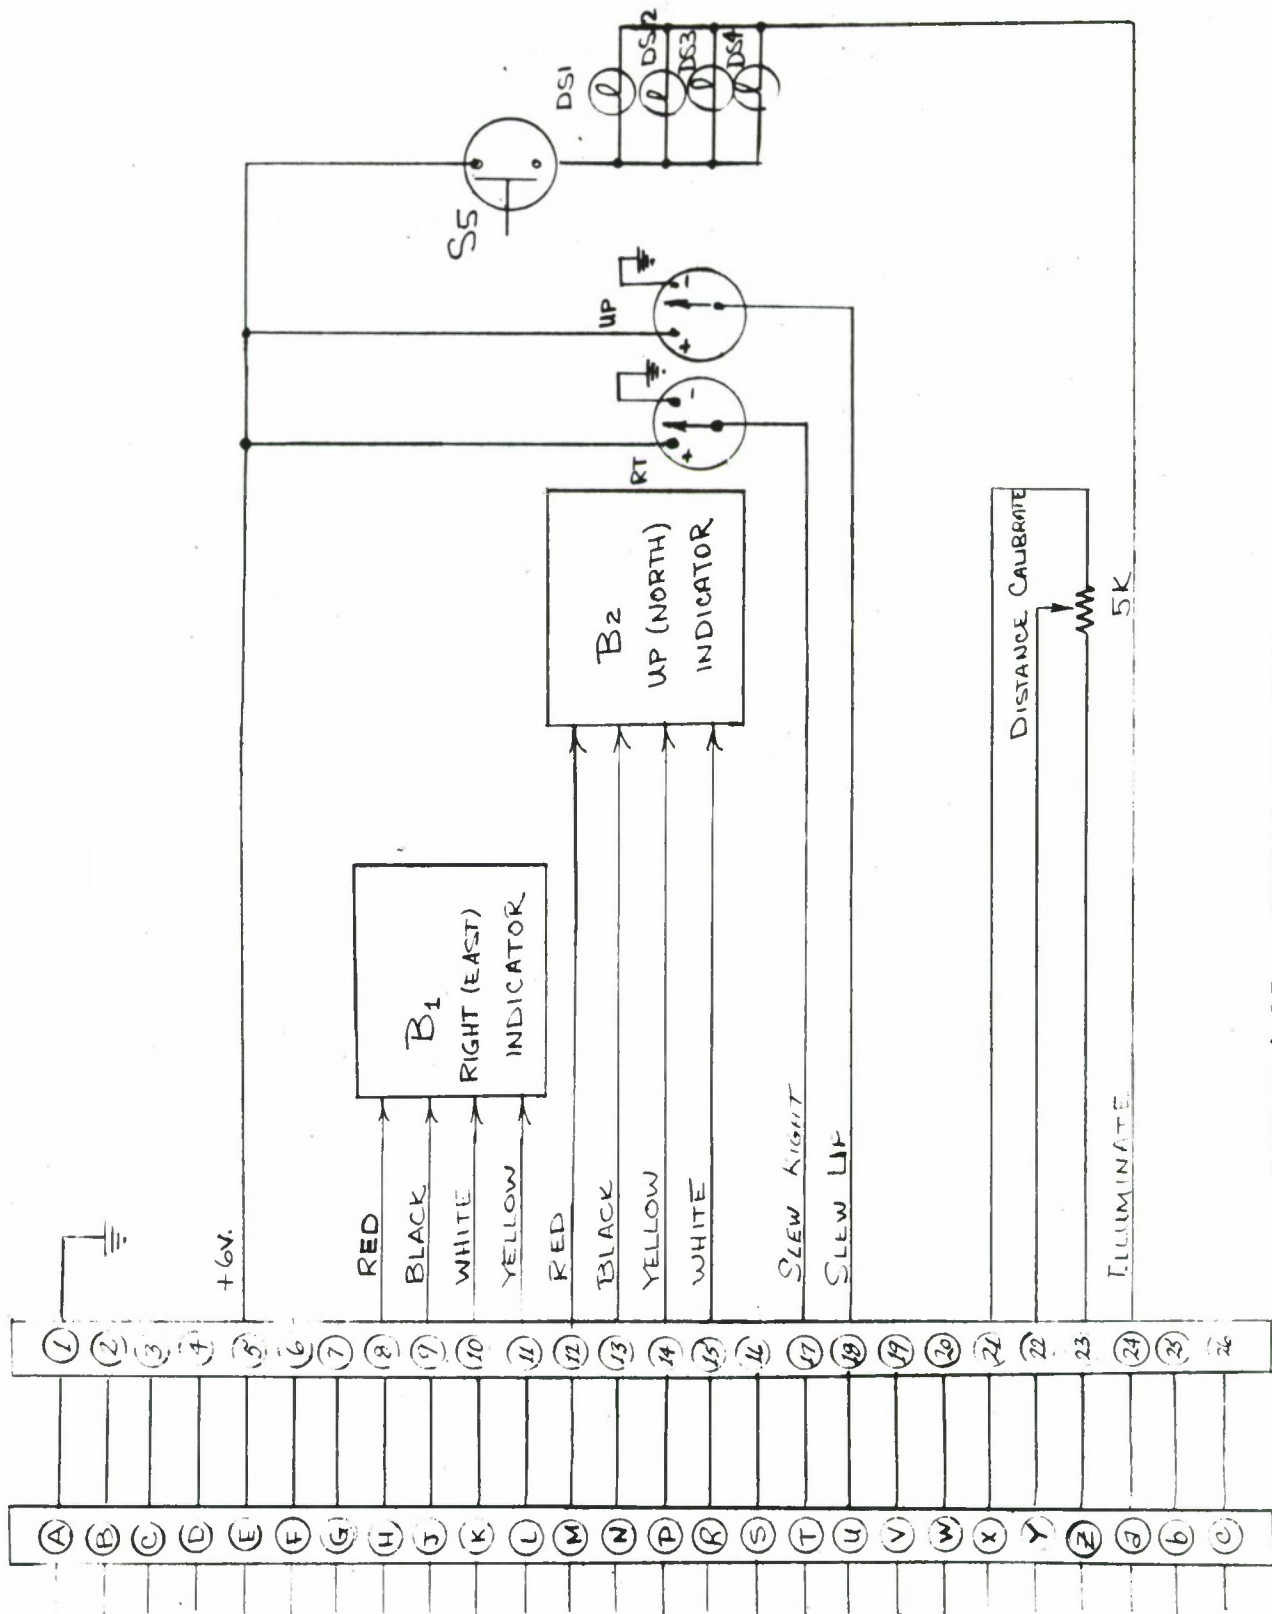 DS1
DS2
DS3
DS4
S5
UP
+
-
RT
+
-
B2
UP (NORTH)
INDICATOR
B1
RIGHT (EAST)
INDICATOR
DISTANCE CALIBRATE
5K
+6V.
RED
BLACK
WHITE
YELLOW
RED
BLACK
YELLOW
WHITE
SLEW RIGHT
SLEW UP
ILLUMINATE
1 2 3 4 5 6 7 8 9 10 11 12 13 14 15 16 17 18 19 20 21 22 23 24 25 26
A B C D E F G H J K L M N P R S T U V W X Y Z a b c